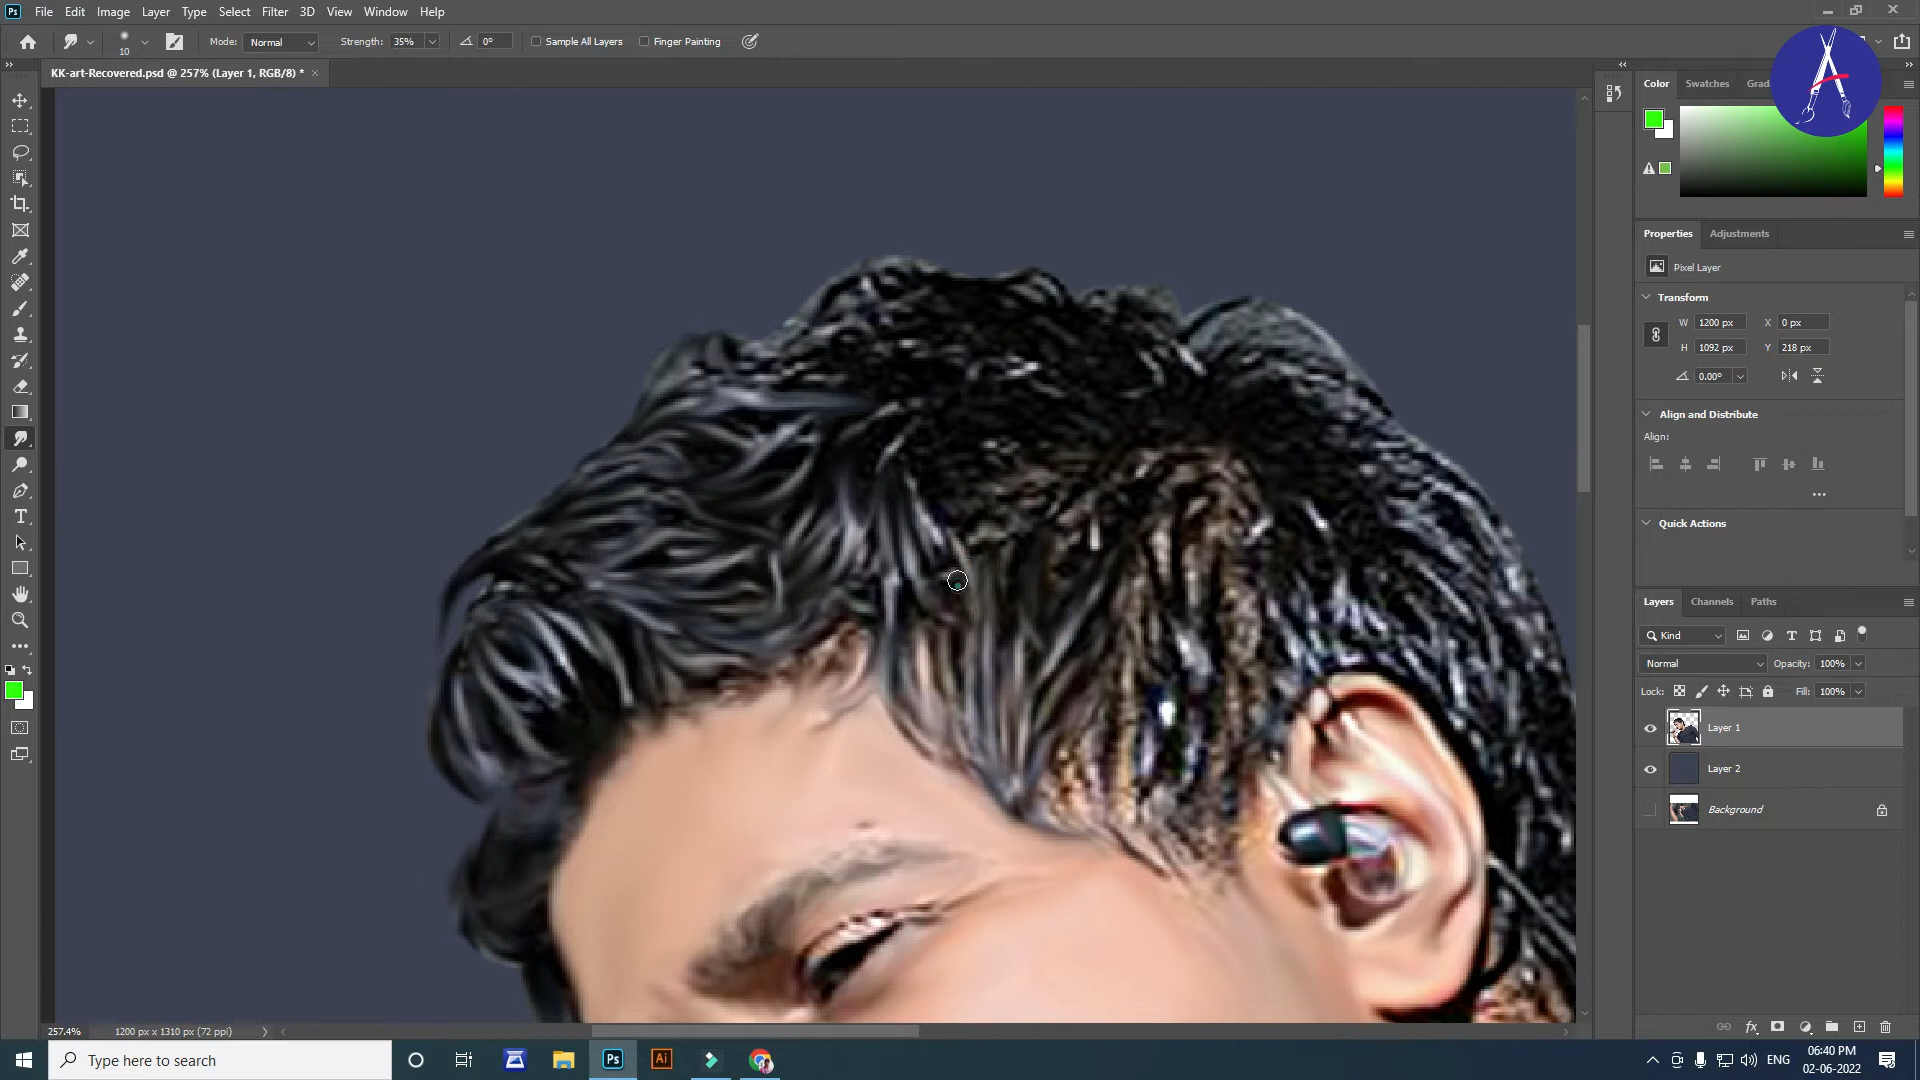 Ps File Edit Image Layer Type Select Filter 3D View Window Help
10 Mode: Normal Strength: 35% 0° Sample All Layers Finger Painting
KK-art-Recovered.psd @ 257% (Layer 1, RGB/8) *
Color Swatches Grad
Properties Adjustments
Pixel Layer
Transform
W 1200 px X 0 px
H 1092 px Y 218 px
0.00°
Align and Distribute
Align:
Quick Actions
Layers Channels Paths
Kind
Normal Opacity: 100%
Lock: Fill: 100%
Layer 1
Layer 2
Background
257.4% 1200 px x 1310 px (72 ppi)
Type here to search Ps Ai ENG 06:40 PM
02-06-2022